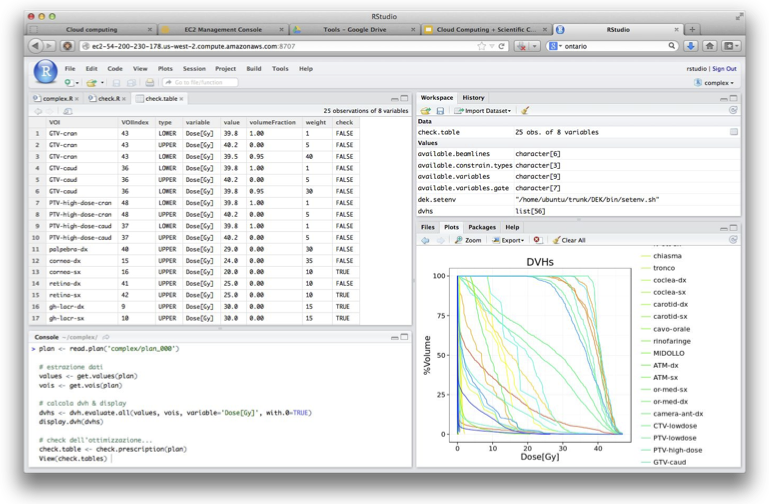 RStudio
Cloud computing
EC2 Management Console
Tools – Google Drive
Cloud Computing + Scientific C...
RStudio
ec2-54-200-230-178.us-west-2.compute.amazonaws.com:8707
ontario
R Studio
File Edit Code View Plots Session Project Build Tools Help
rstudio | Sign Out
Go to file/function
complex
complex.R
check.R
check.table
25 observations of 8 variables
VOI VOIIndex type variable value volumeFraction weight check
1 GTV-cran 43 LOWER Dose[Gy] 39.8 1.00 1 FALSE
2 GTV-cran 43 UPPER Dose[Gy] 40.2 0.00 5 FALSE
3 GTV-cran 43 LOWER Dose[Gy] 39.5 0.95 40 FALSE
4 GTV-caud 36 LOWER Dose[Gy] 39.8 1.00 1 FALSE
5 GTV-caud 36 UPPER Dose[Gy] 40.2 0.00 5 FALSE
6 GTV-caud 36 LOWER Dose[Gy] 39.8 0.95 30 FALSE
7 PTV-high-dose-cran 48 LOWER Dose[Gy] 39.8 1.00 1 FALSE
8 PTV-high-dose-cran 48 UPPER Dose[Gy] 40.2 0.00 5 FALSE
9 PTV-high-dose-caud 37 LOWER Dose[Gy] 39.8 1.00 1 FALSE
10 PTV-high-dose-caud 37 UPPER Dose[Gy] 40.2 0.00 5 FALSE
11 palpebra-dx 40 UPPER Dose[Gy] 29.0 0.00 30 FALSE
12 cornea-dx 15 UPPER Dose[Gy] 24.0 0.00 35 FALSE
13 cornea-sx 16 UPPER Dose[Gy] 20.0 0.00 10 TRUE
14 retina-dx 41 UPPER Dose[Gy] 25.0 0.00 10 FALSE
15 retina-sx 42 UPPER Dose[Gy] 25.0 0.00 10 TRUE
16 gh-lacr-dx 9 UPPER Dose[Gy] 30.0 0.00 15 TRUE
17 gh-lacr-sx 10 UPPER Dose[Gy] 30.0 0.00 15 TRUE
Console ~/complex/
> plan <- read.plan("complex/plan_000")
# estrazione dati
values <- get.values(plan)
vois <- get.vois(plan)
# calcola dvh & display
dvhs <- dvh.evaluate.all(values, vois, variable='Dose[Gy]', with.0=TRUE)
display.dvh(dvhs)
# check dell'ottimizzazione...
check.table <- check.prescription(plan)
View(check.tables)
Workspace History
Import Dataset
Data
check.table 25 obs. of 8 variables
Values
available.beamlines character[6]
available.constrain.types character[3]
available.variables character[9]
available.variables.gate character[7]
dek.setenv "/home/ubuntu/trunk/DEK/bin/setenv.sh"
dvhs list[56]
Files Plots Packages Help
Zoom Export Clear All
DVHs
%Volume
100
75
50
25
0
0 10 20 30 40
Dose[Gy]
chiasma
tronco
coclea-dx
coclea-sx
carotid-dx
carotid-sx
cavo-orale
rinofaringe
MIDOLLO
ATM-dx
ATM-sx
or-med-sx
or-med-dx
camera-ant-dx
CTV-lowdose
PTV-lowdose
PTV-high-dose
GTV-caud